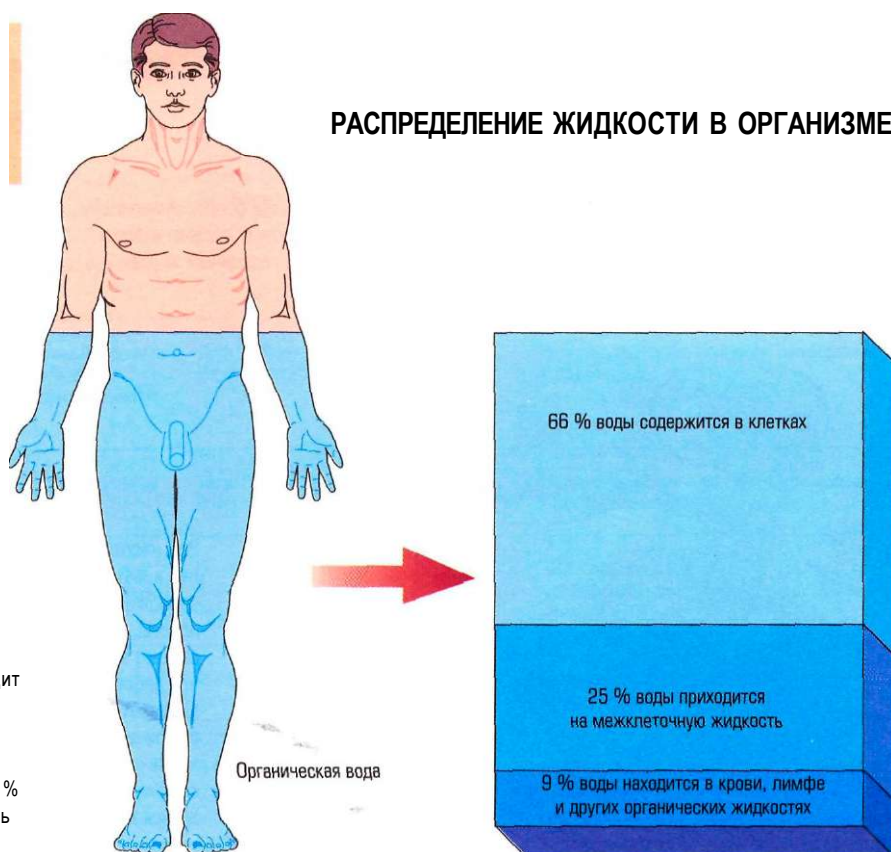 РАСПРЕДЕЛЕНИЕ ЖИДКОСТИ В ОРГАНИЗМЕ
66 % воды содержится в клетках
25 % воды приходится
на межклеточную жидкость
9 % воды находится в крови, лимфе
и других органических жидкостях
Органическая вода
%